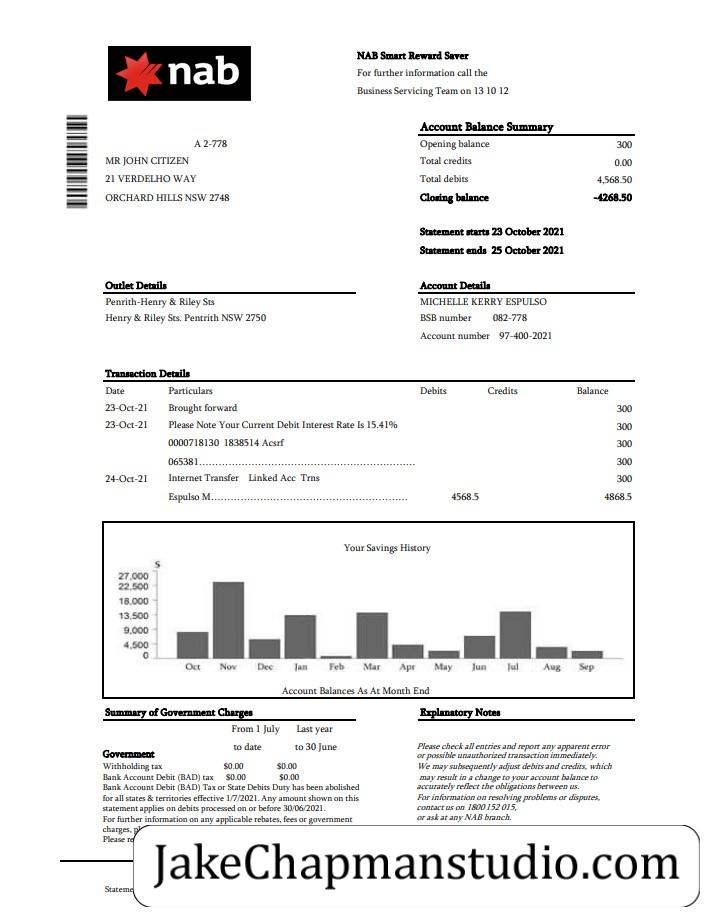 nab
NAB Smart Reward Saver
For further information call the
Business Servicing Team on 13 10 12
A 2-778
MR JOHN CITIZEN
21 VERDELHO WAY
ORCHARD HILLS NSW 2748
Account Balance Summary
Opening balance 300
Total credits 0.00
Total debits 4,568.50
Closing balance -4268.50
Statement starts 23 October 2021
Statement ends 25 October 2021
Outlet Details
Penrith-Henry & Riley Sts
Henry & Riley Sts. Pentrith NSW 2750
Account Details
MICHELLE KERRY ESPULSO
BSB number 082-778
Account number 97-400-2021
Transaction Details
Date Particulars Debits Credits Balance
23-Oct-21 Brought forward 300
23-Oct-21 Please Note Your Current Debit Interest Rate Is 15.41% 300
0000718130 1838514 Acsrf 300
065381.............................................................. 300
24-Oct-21 Internet Transfer Linked Acc Trns 300
Espulso M......................................................... 4568.5 4868.5
Your Savings History
$
27,000
22,500
18,000
13,500
9,000
4,500
0
Oct Nov Dec Jan Feb Mar Apr May Jun Jul Aug Sep
Account Balances As At Month End
Summary of Government Charges
From 1 July Last year
to date to 30 June
Government
Withholding tax $0.00 $0.00
Bank Account Debit (BAD) tax $0.00 $0.00
Bank Account Debit (BAD) Tax or State Debits Duty has been abolished
for all states & territories effective 1/7/2021. Any amount shown on this
statement applies on debits processed on or before 30/06/2021.
For further information on any applicable rebates, fees or government
charges, pl
Please re
Explanatory Notes
Please check all entries and report any apparent error
or possible unauthorized transaction immediately.
We may subsequently adjust debits and credits, which
may result in a change to your account balance to
accurately reflect the obligations between us.
For information on resolving problems or disputes,
contact us on 1800 152 015,
or ask at any NAB branch.
JakeChapmanstudio.com
Stateme